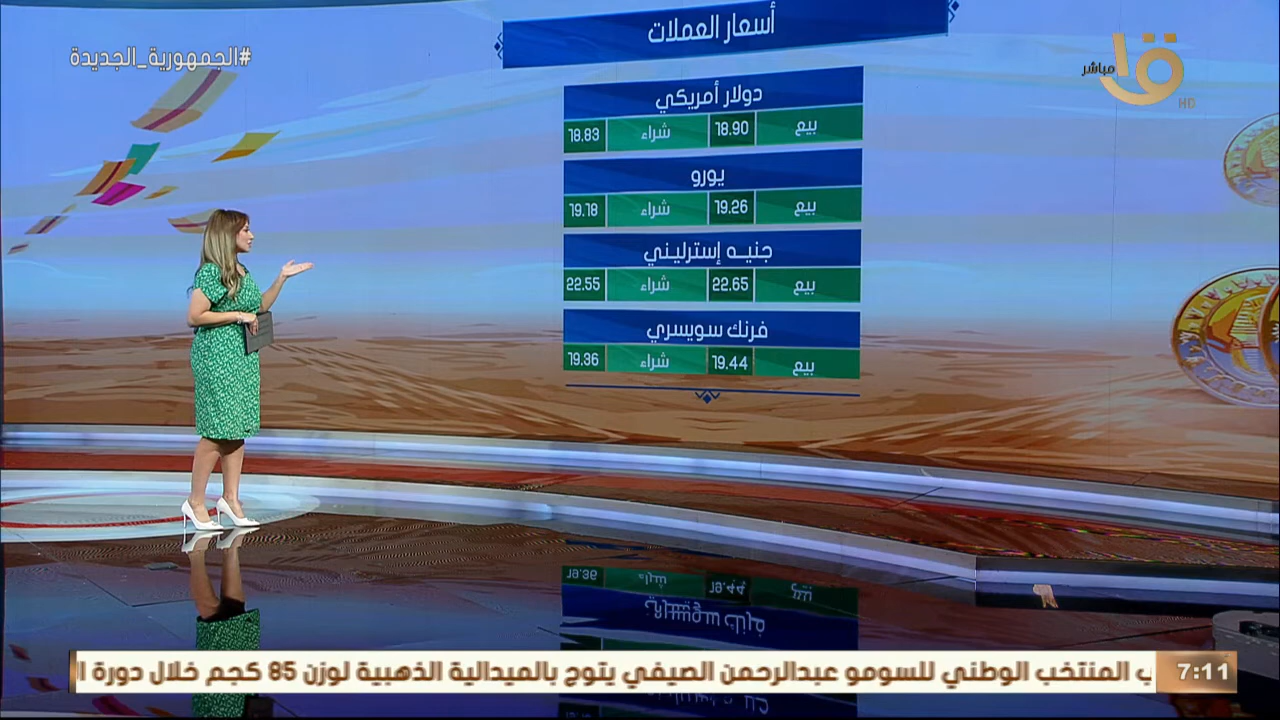 #الجمهورية_الجديدة
مباشر
HD
أسعار العملات
دولار أمريكي
بيع 18.90 شراء 18.83
يورو
بيع 19.26 شراء 19.18
جنيه إسترليني
بيع 22.65 شراء 22.55
فرنك سويسري
بيع 19.44 شراء 19.36
7:11
المنتخب الوطني للسومو عبدالرحمن الصيفي يتوج بالميدالية الذهبية لوزن 85 كجم خلال دورة